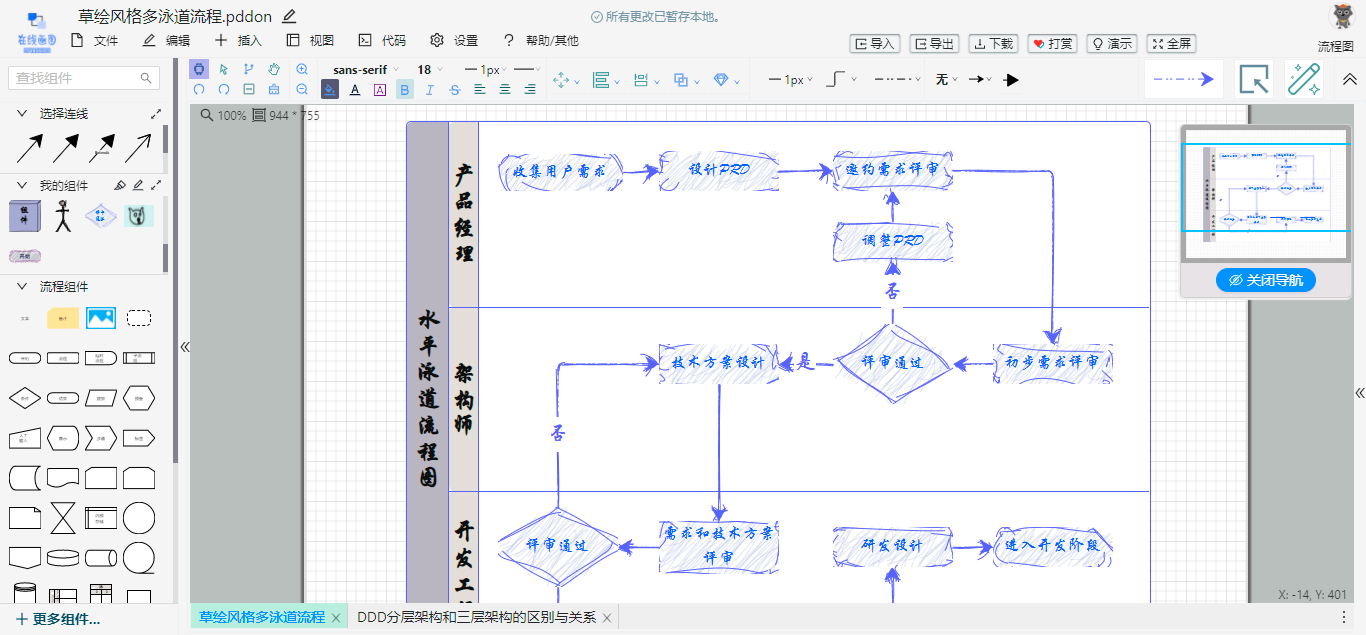 草绘风格多泳道流程.pddon
所有更改已暂存本地。
在线画图
文件 编辑 插入 视图 代码 设置 帮助/其他
导入 导出 下载 打赏 演示 全屏 流程图
查找组件
sans-serif 18 1px
A A B I S
1px 无
选择连线
我的组件
组件
开始
流程组件
更多组件...
100% 944 * 755
水平泳道流程图
产品经理
收集用户需求 设计PRD 邀约需求评审
调整PRD
否
架构师
技术方案设计 是 评审通过 初步需求评审
否
开发工
评审通过 需求和技术方案评审 研发设计 进入开发阶段
关闭导航
X: -14, Y: 401
草绘风格多泳道流程 DDD分层架构和三层架构的区别与关系